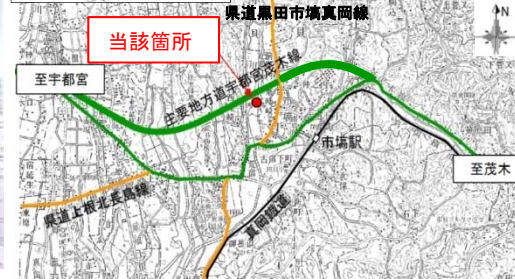 県道黒田市塙真岡線
N
当該箇所
至宇都宮
主要地方道宇都宮茂木線
市塙駅
至茂木
県道上根北長島線
真岡鐵道